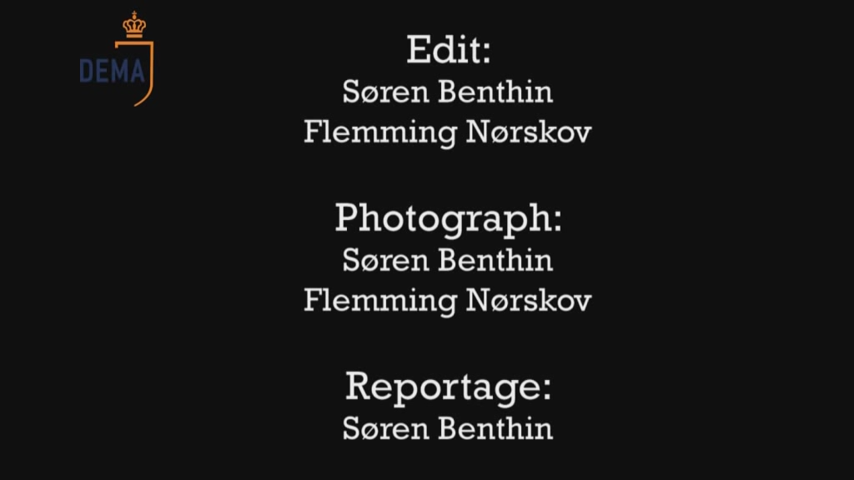 DEMA
Edit:
Søren Benthin
Flemming Nørskov
Photograph:
Søren Benthin
Flemming Nørskov
Reportage:
Søren Benthin